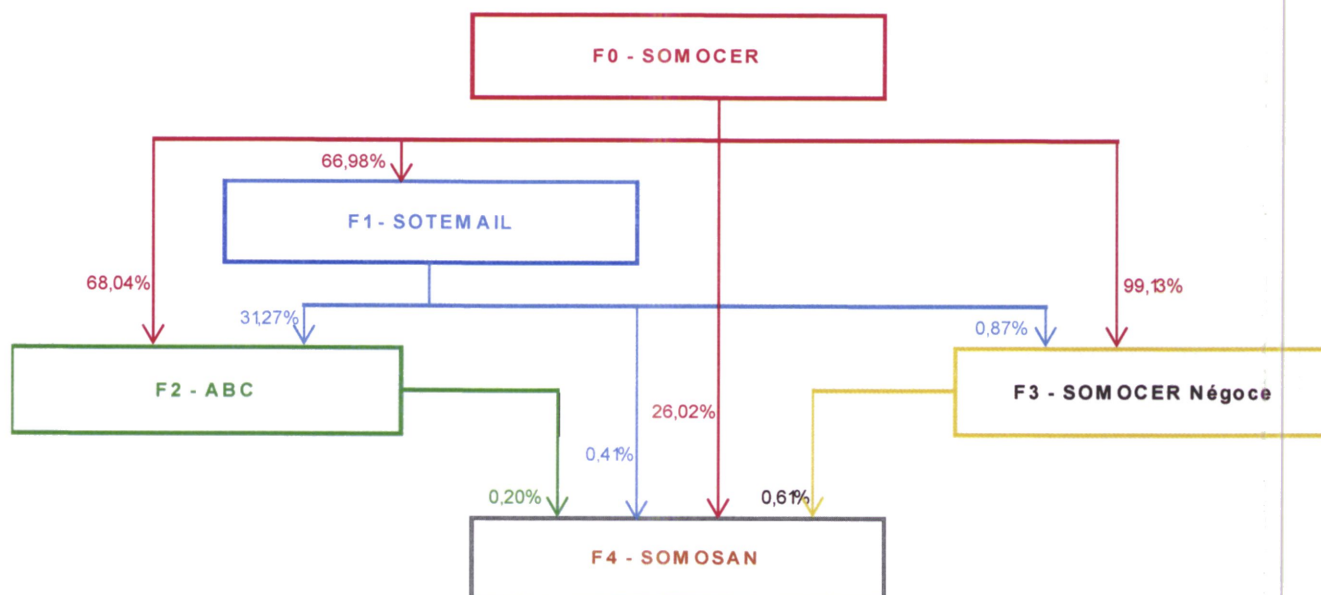 F0 - SOMOCER
66,98%
F1 - SOTEMAIL
68,04%
99,13%
31,27%
0,87%
F2 - ABC
F3 - SOMOCER Négoce
26,02%
0,41%
0,20%
0,61%
F4 - SOMOSAN